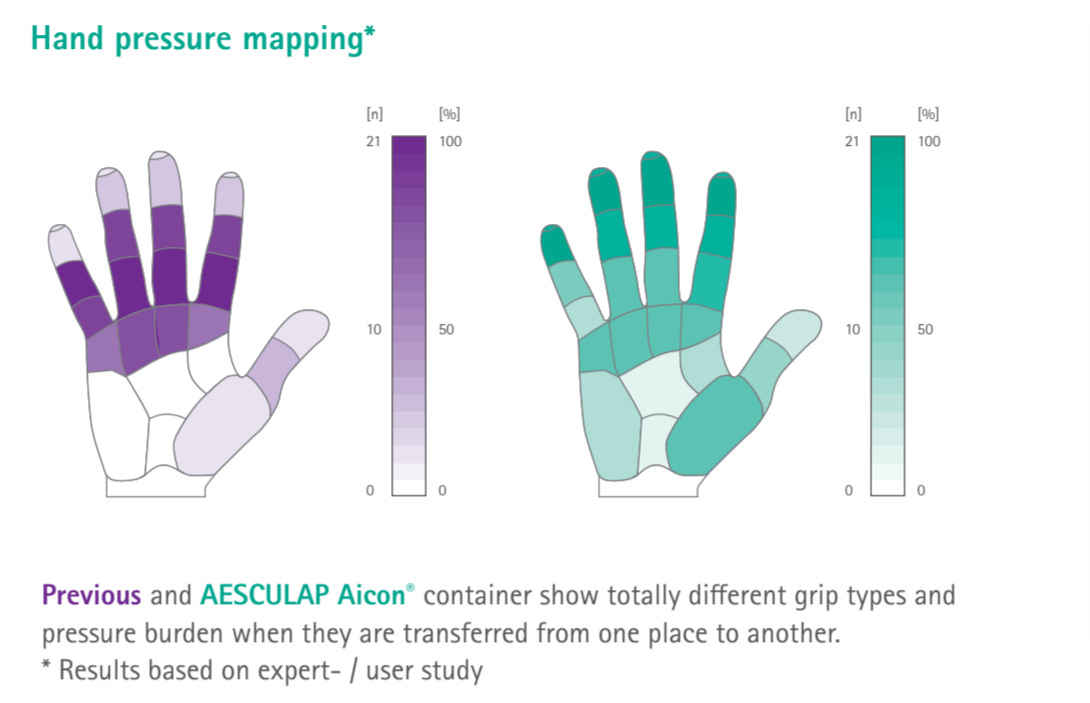 Hand pressure mapping*
[n] [%]
21 100
10 50
0 0
[n] [%]
21 100
10 50
0 0
Previous and AESCULAP Aicon® container show totally different grip types and
pressure burden when they are transferred from one place to another.
* Results based on expert- / user study